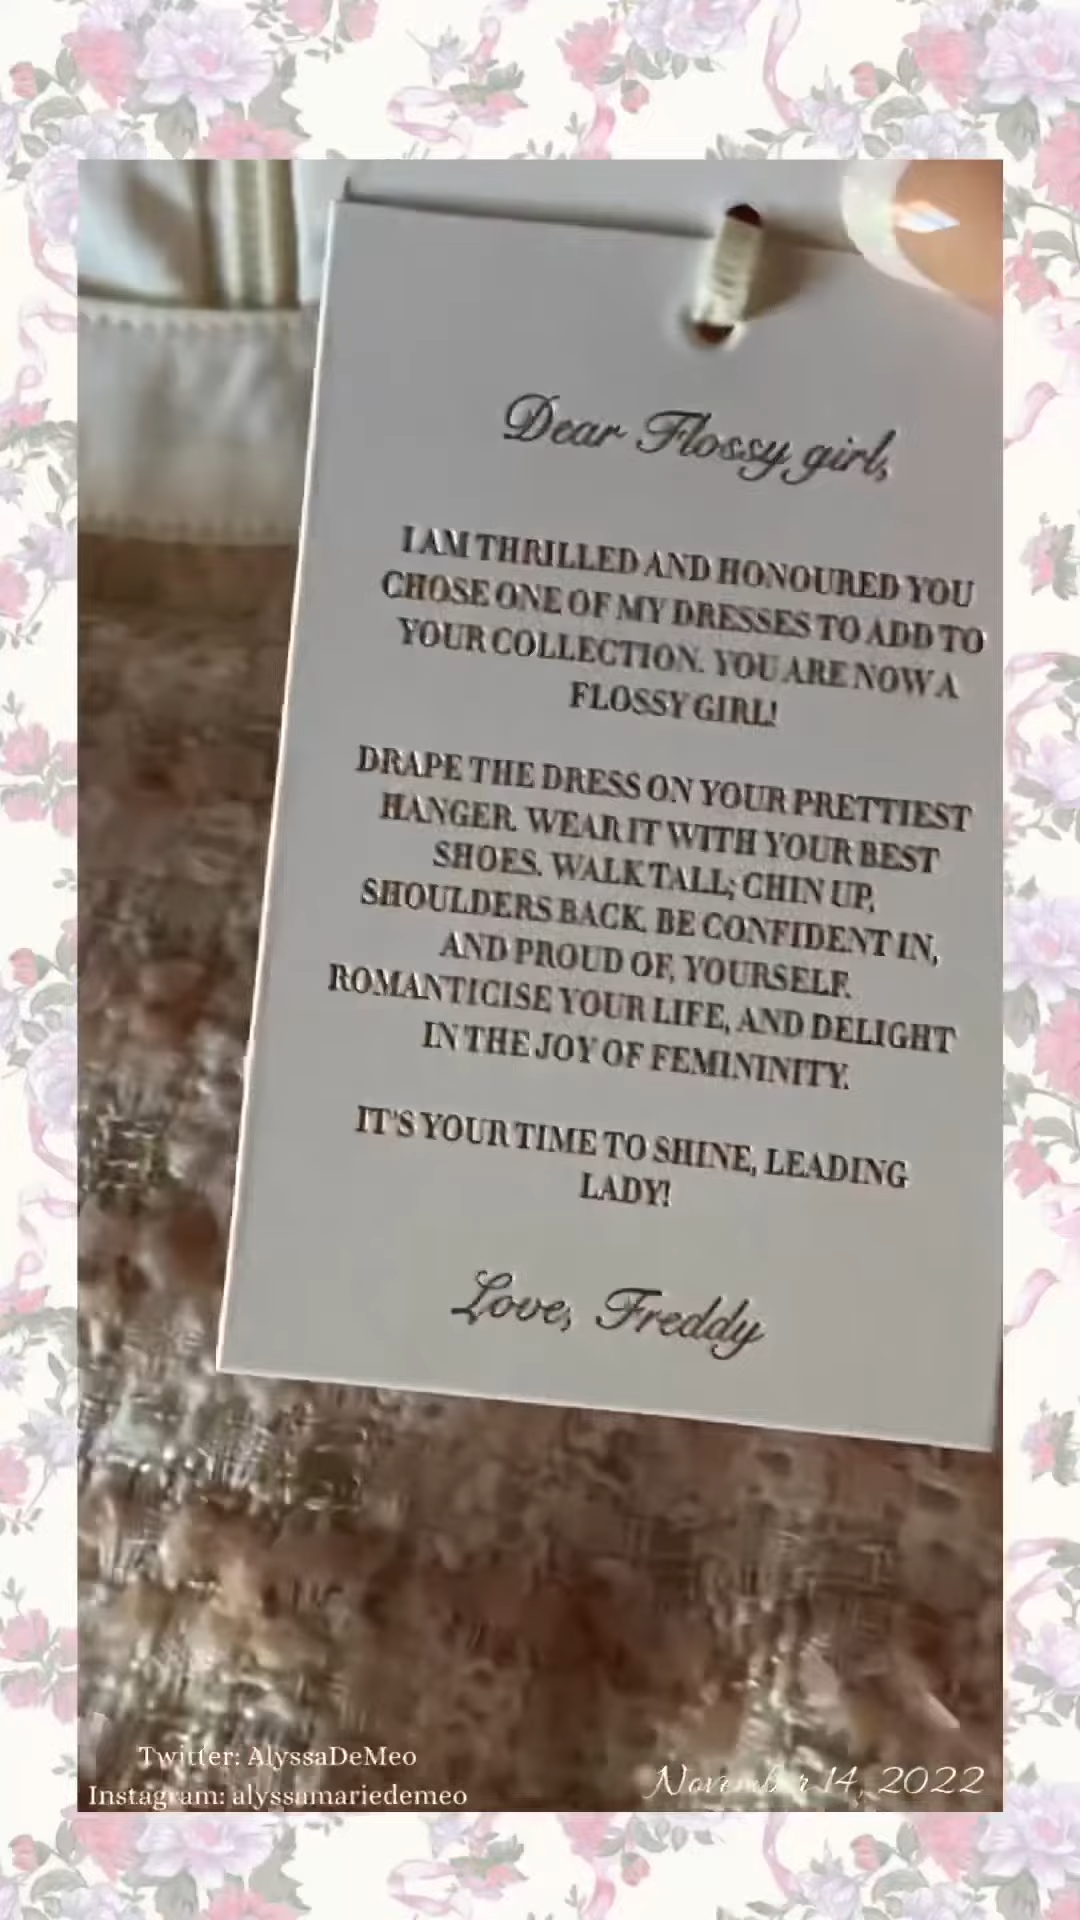 Dear Flossy girl,
I AM THRILLED AND HONOURED YOU
CHOSE ONE OF MY DRESSES TO ADD TO
YOUR COLLECTION. YOU ARE NOW A
FLOSSY GIRL!
DRAPE THE DRESS ON YOUR PRETTIEST
HANGER. WEAR IT WITH YOUR BEST
SHOES. WALK TALL; CHIN UP,
SHOULDERS BACK. BE CONFIDENT IN,
AND PROUD OF, YOURSELF.
ROMANTICISE YOUR LIFE, AND DELIGHT
IN THE JOY OF FEMININITY.
IT'S YOUR TIME TO SHINE, LEADING
LADY!
Love, Freddy
Twitter: AlyssaDeMeo
Instagram: alyssamariedemeo
November 14, 2022